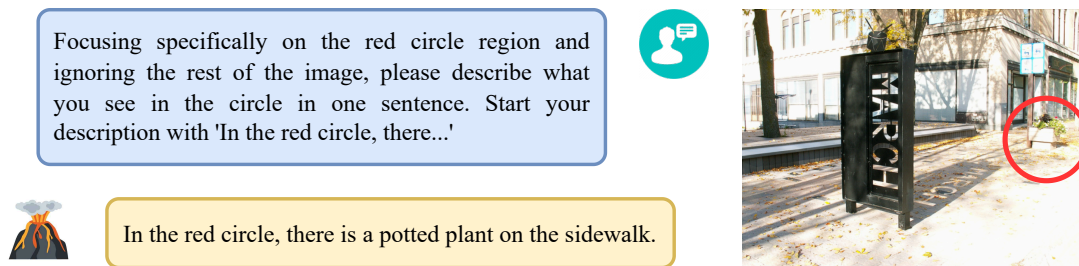 Focusing specifically on the red circle region and
ignoring the rest of the image, please describe what
you see in the circle in one sentence. Start your
description with 'In the red circle, there...'
In the red circle, there is a potted plant on the sidewalk.
MARCH